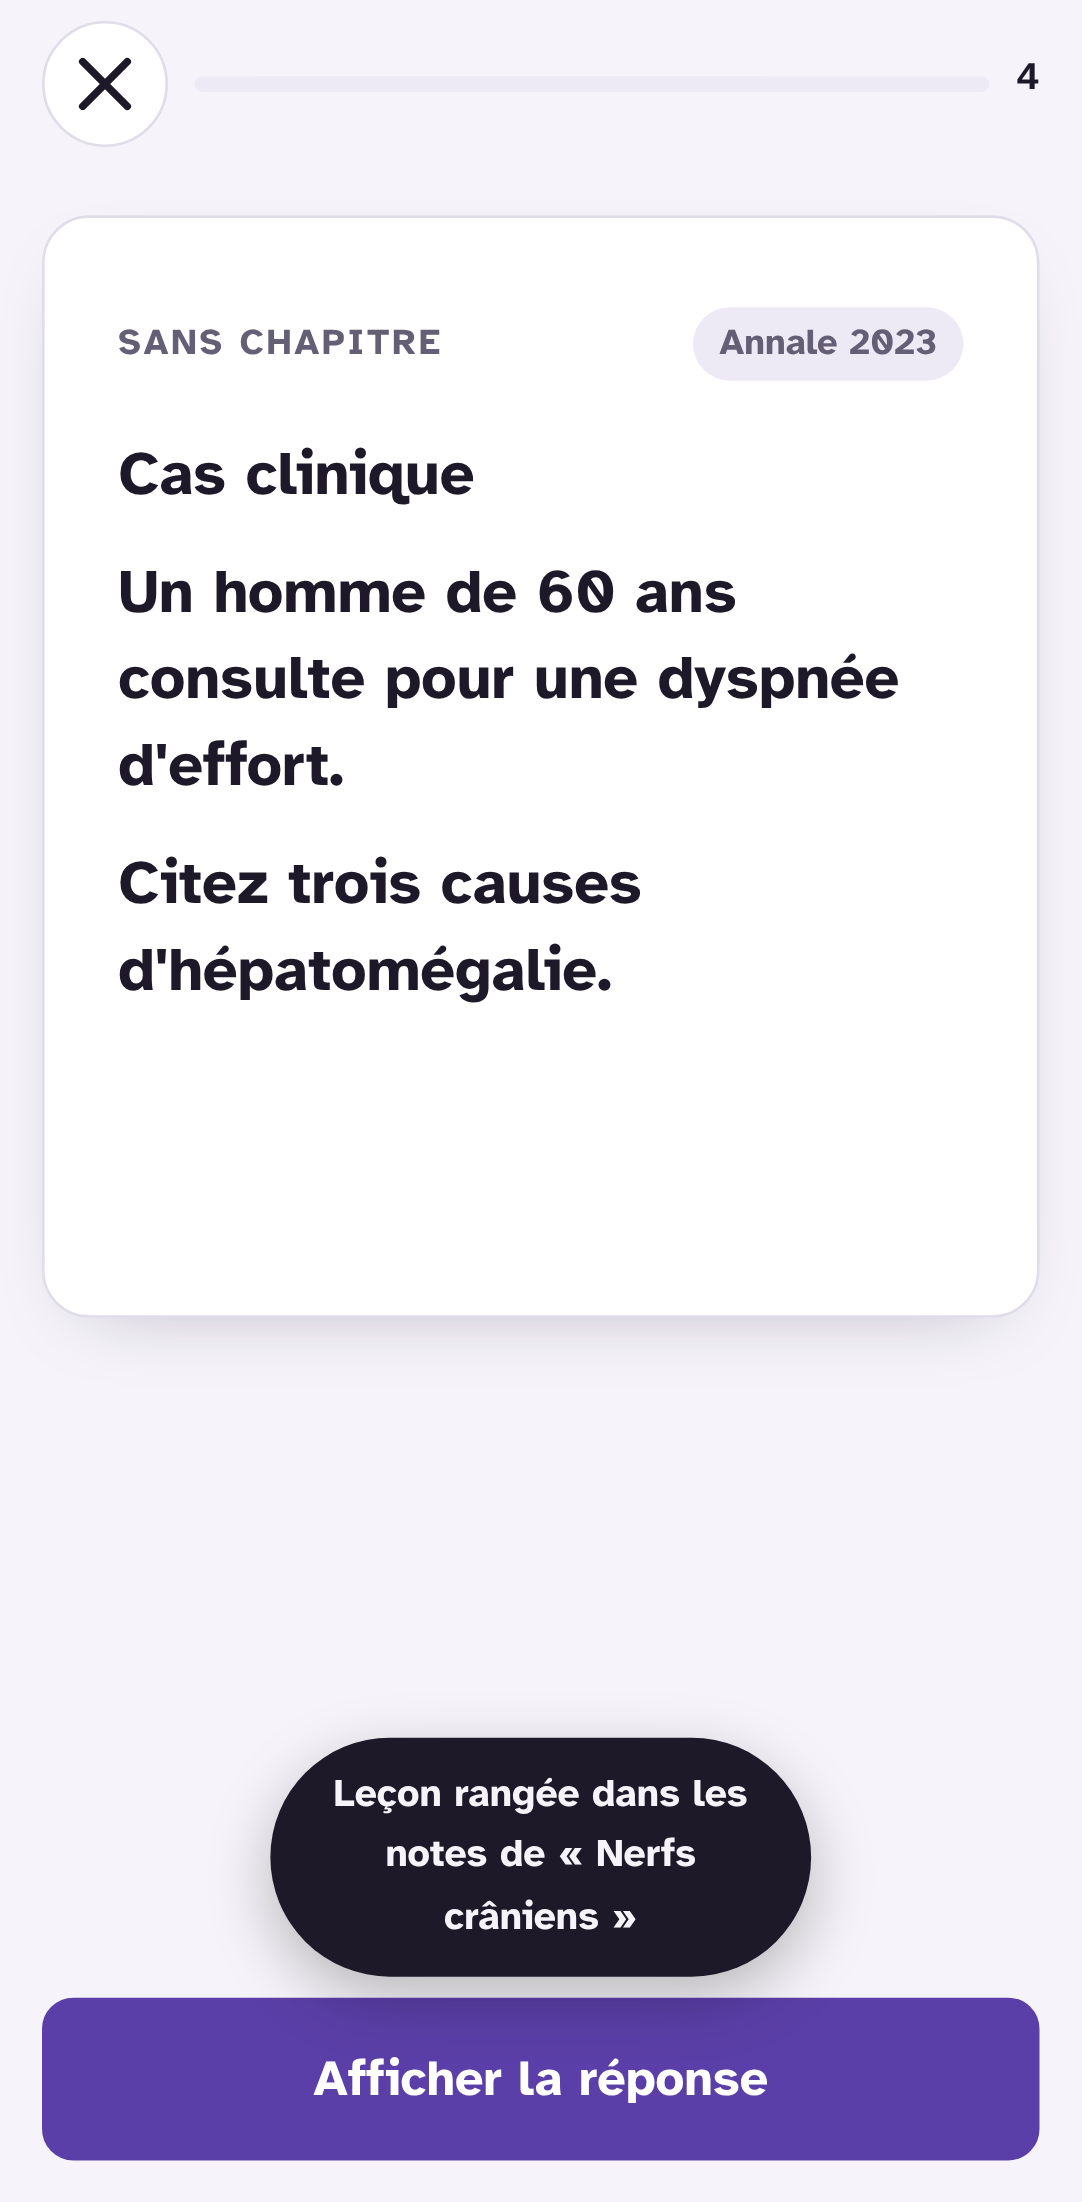 4
SANS CHAPITRE
Annale 2023
Cas clinique
Un homme de 60 ans
consulte pour une dyspnée
d'effort.
Citez trois causes
d'hépatomégalie.
Leçon rangée dans les
notes de « Nerfs
crâniens »
Afficher la réponse